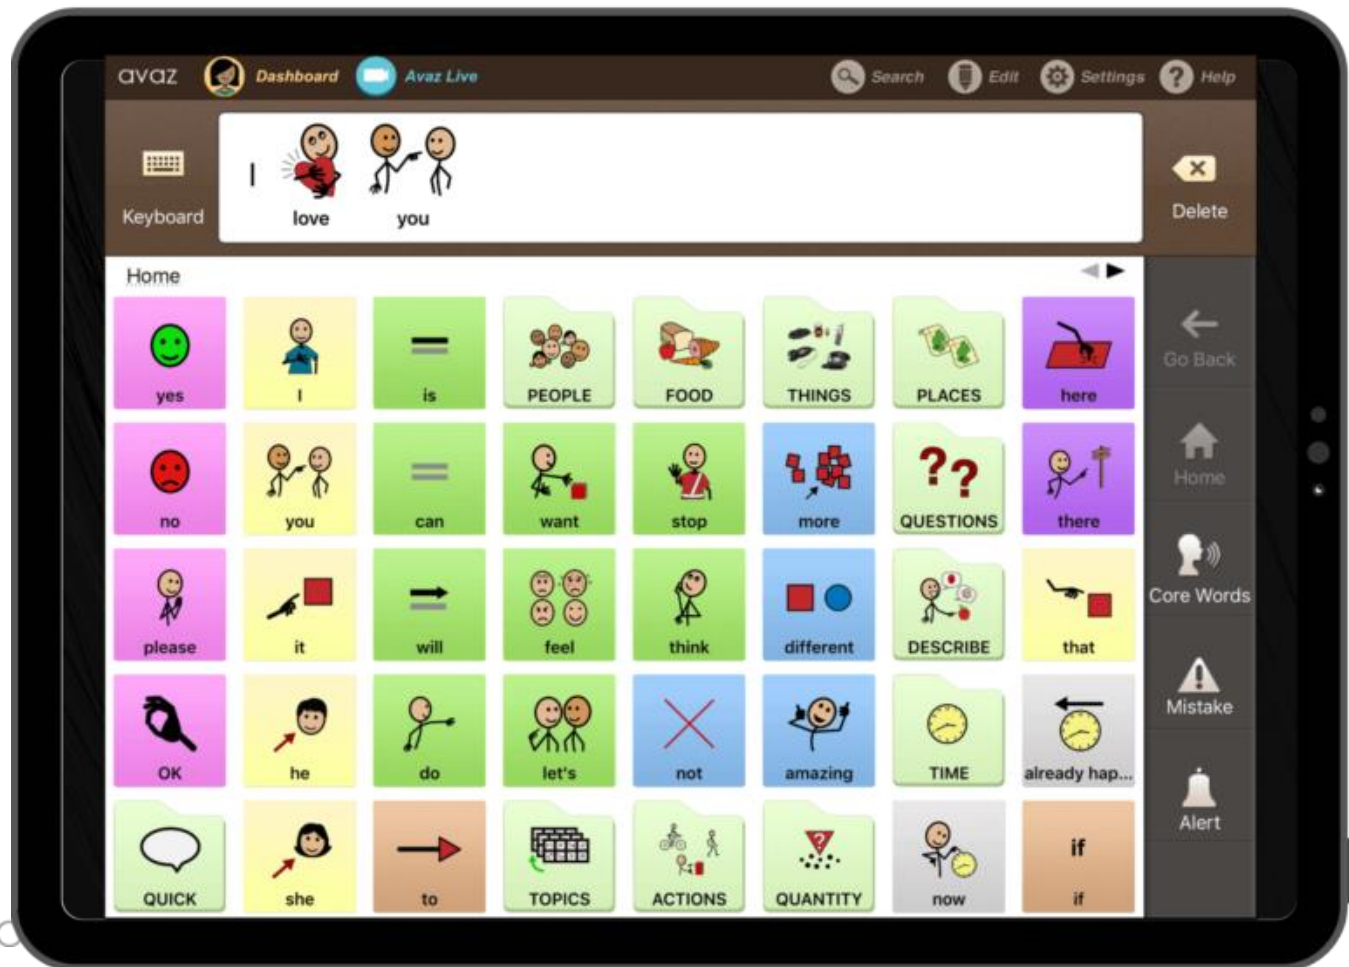 avaz Dashboard Avaz Live Search Edit Settings Help
I
Keyboard love you Delete
Home
yes I is PEOPLE FOOD THINGS PLACES here
Go Back
no you can want stop more QUESTIONS there
??
Home
please it will feel think different DESCRIBE that
Core Words
OK he do let's not amazing TIME already hap...
Mistake
if
QUICK she to TOPICS ACTIONS QUANTITY now if
?
Alert